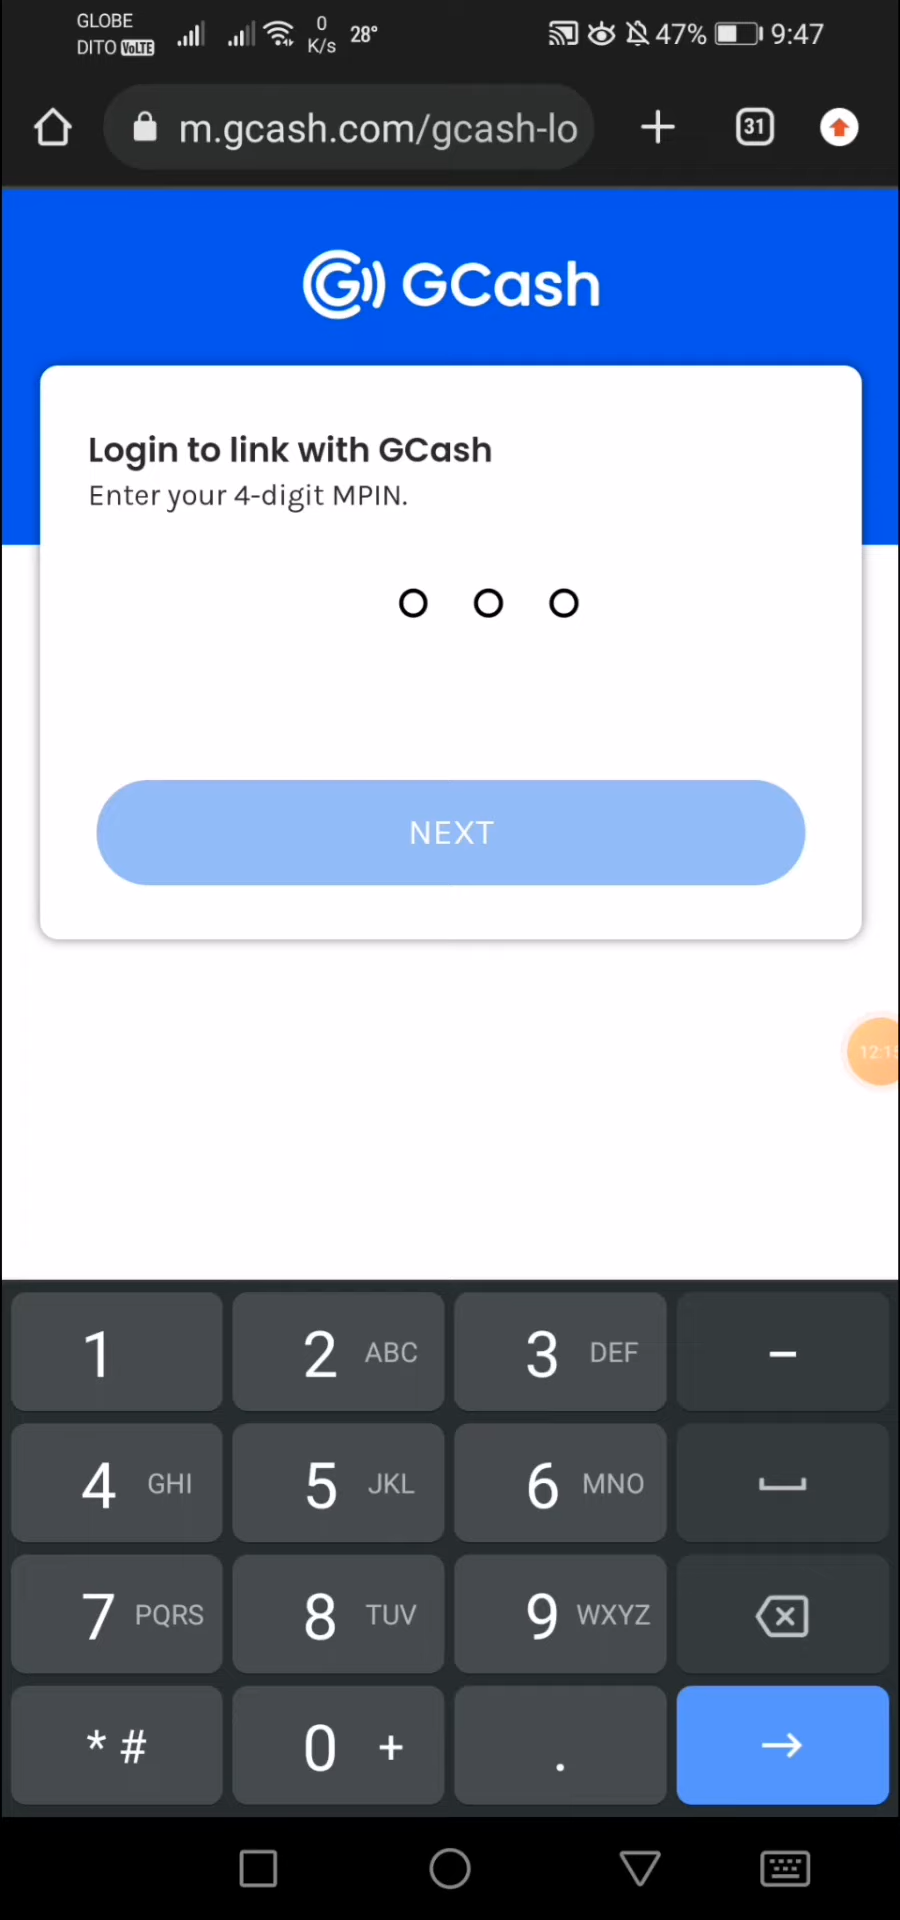 GLOBE
DITO VoLTE
0
K/s
28°
47%
9:47
m.gcash.com/gcash-lo
31
GCash
Login to link with GCash
Enter your 4-digit MPIN.
NEXT
1
2 ABC
3 DEF
–
4 GHI
5 JKL
6 MNO
7 PQRS
8 TUV
9 WXYZ
* #
0 +
.